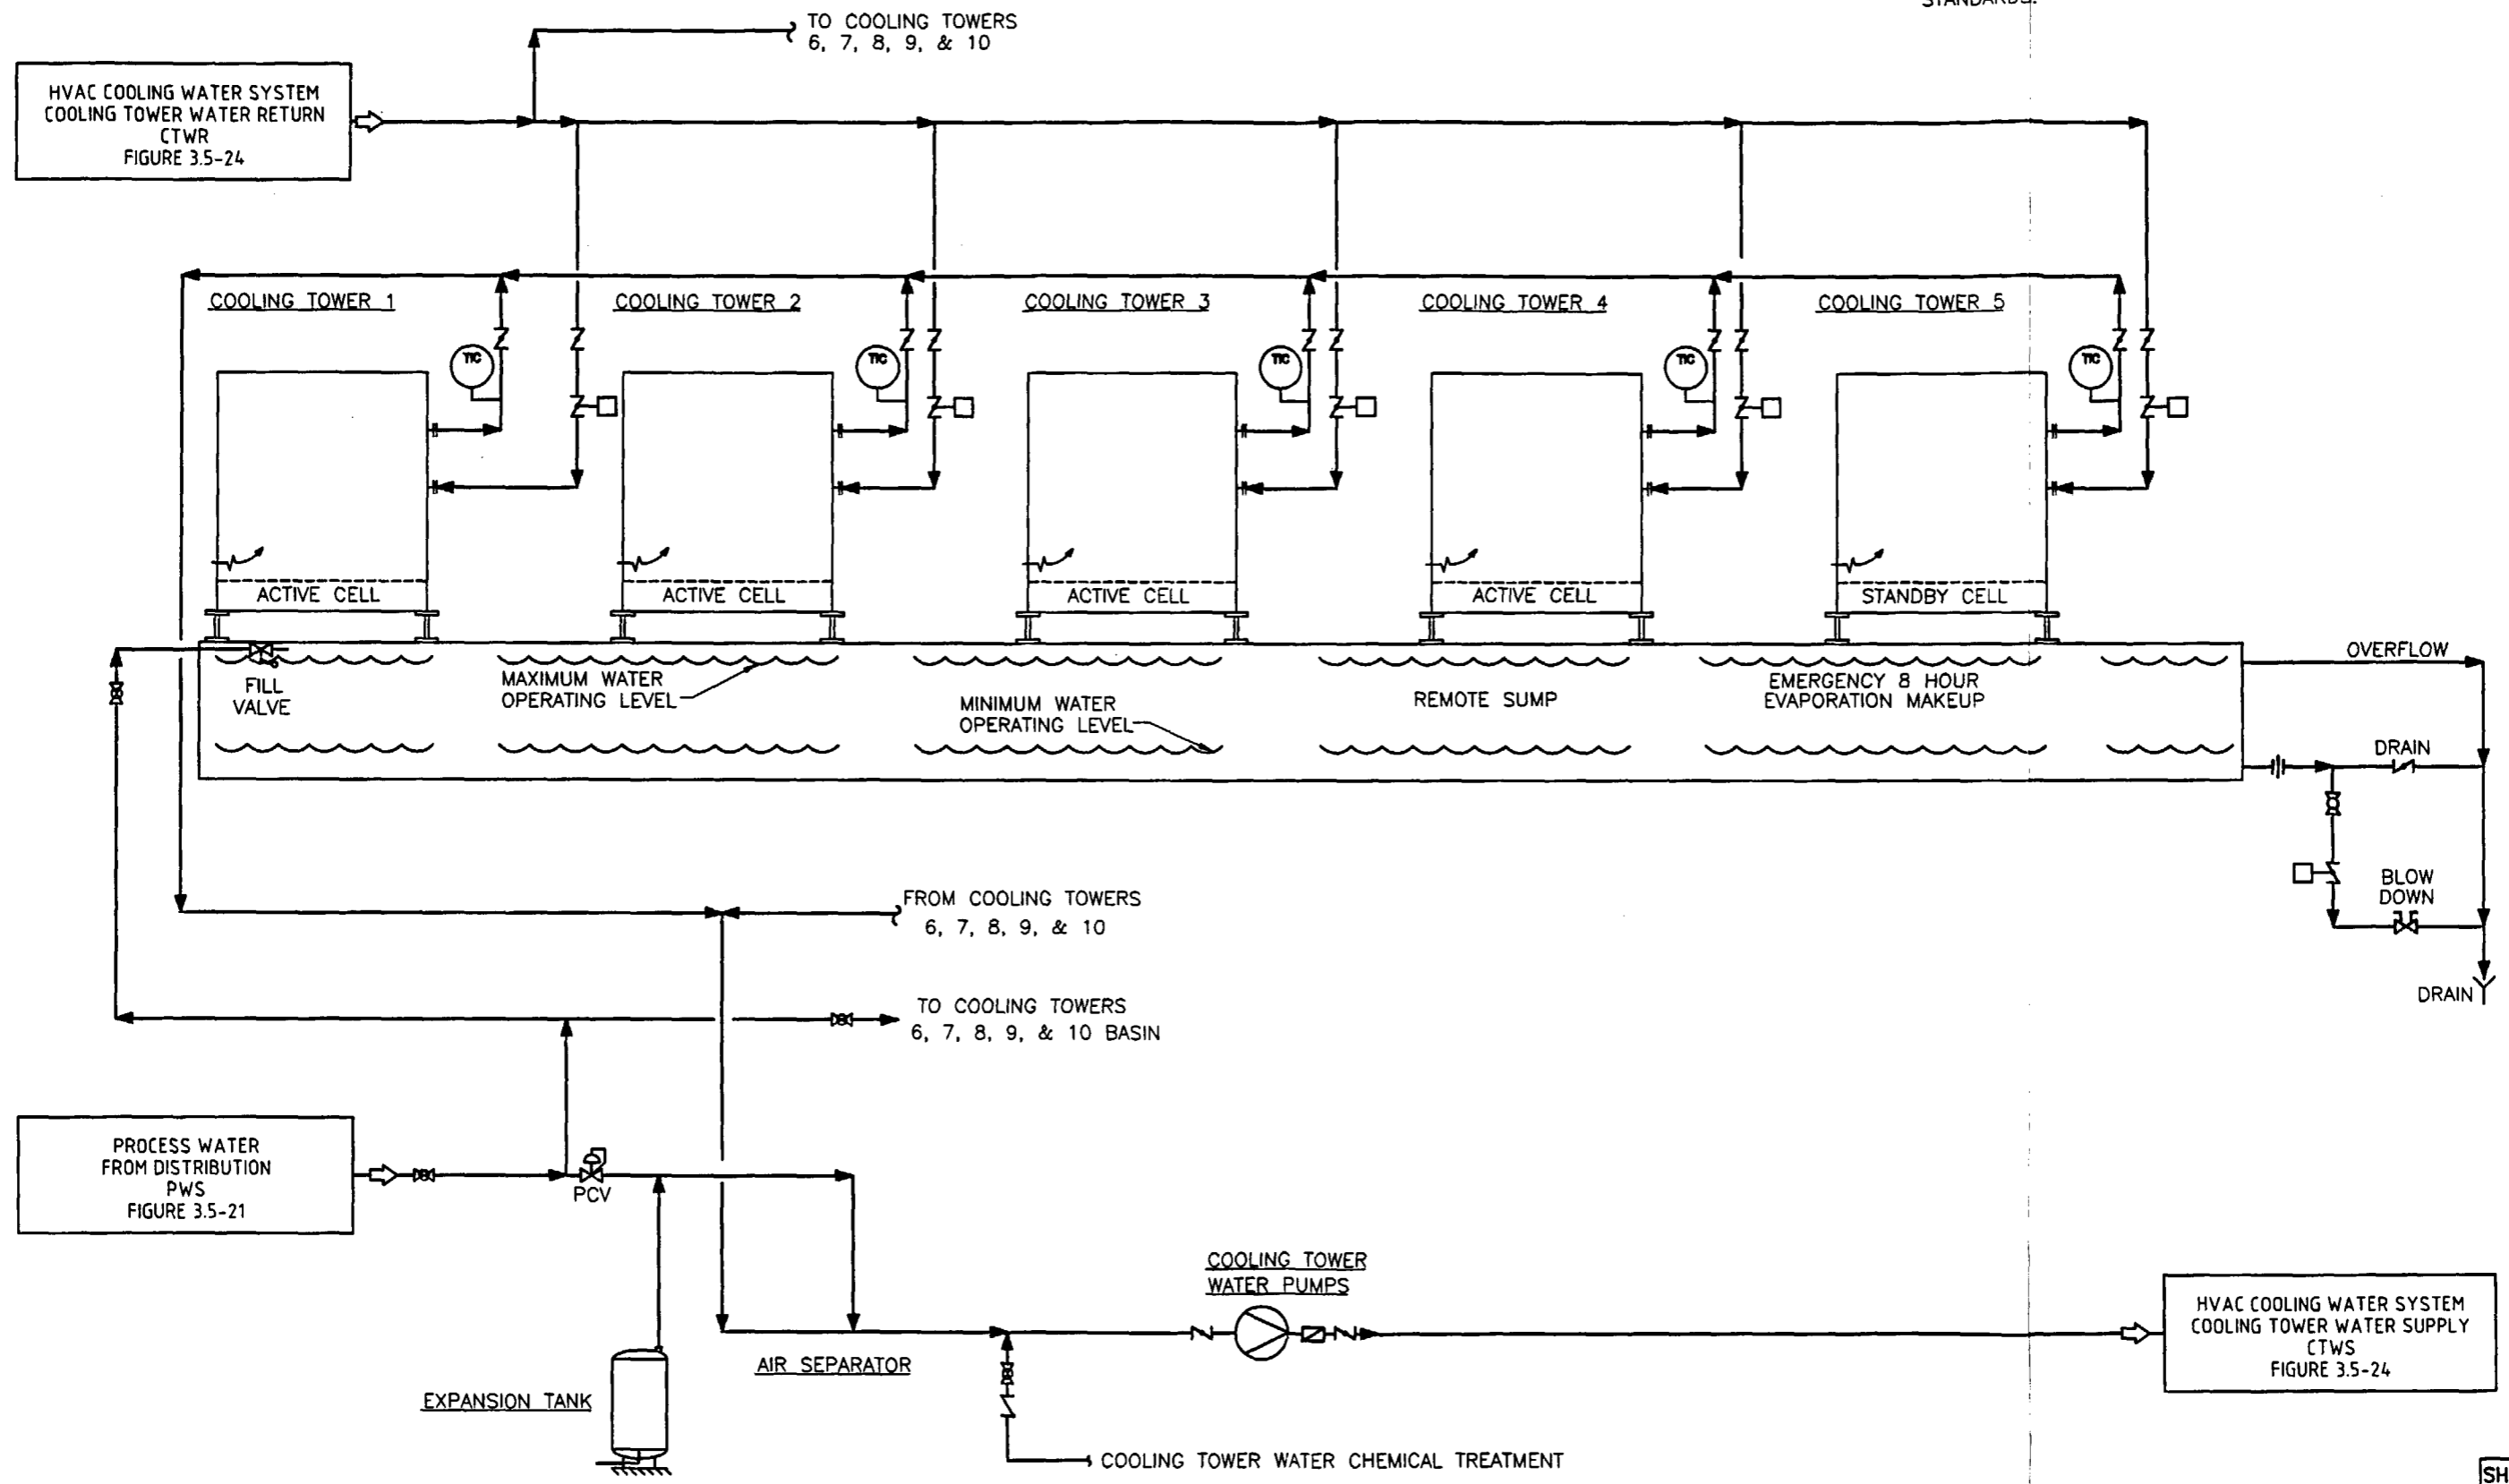 STANDARDS.
TO COOLING TOWERS
6, 7, 8, 9, & 10
HVAC COOLING WATER SYSTEM
COOLING TOWER WATER RETURN
CTWR
FIGURE 3.5-24
COOLING TOWER 1
COOLING TOWER 2
COOLING TOWER 3
COOLING TOWER 4
COOLING TOWER 5
TIC
TIC
TIC
TIC
TIC
ACTIVE CELL
ACTIVE CELL
ACTIVE CELL
ACTIVE CELL
STANDBY CELL
FILL
VALVE
MAXIMUM WATER
OPERATING LEVEL
MINIMUM WATER
OPERATING LEVEL
REMOTE SUMP
EMERGENCY 8 HOUR
EVAPORATION MAKEUP
OVERFLOW
DRAIN
BLOW
DOWN
DRAIN
FROM COOLING TOWERS
6, 7, 8, 9, & 10
TO COOLING TOWERS
6, 7, 8, 9, & 10 BASIN
PROCESS WATER
FROM DISTRIBUTION
PWS
FIGURE 3.5-21
PCV
COOLING TOWER
WATER PUMPS
HVAC COOLING WATER SYSTEM
COOLING TOWER WATER SUPPLY
CTWS
FIGURE 3.5-24
AIR SEPARATOR
EXPANSION TANK
COOLING TOWER WATER CHEMICAL TREATMENT
SH